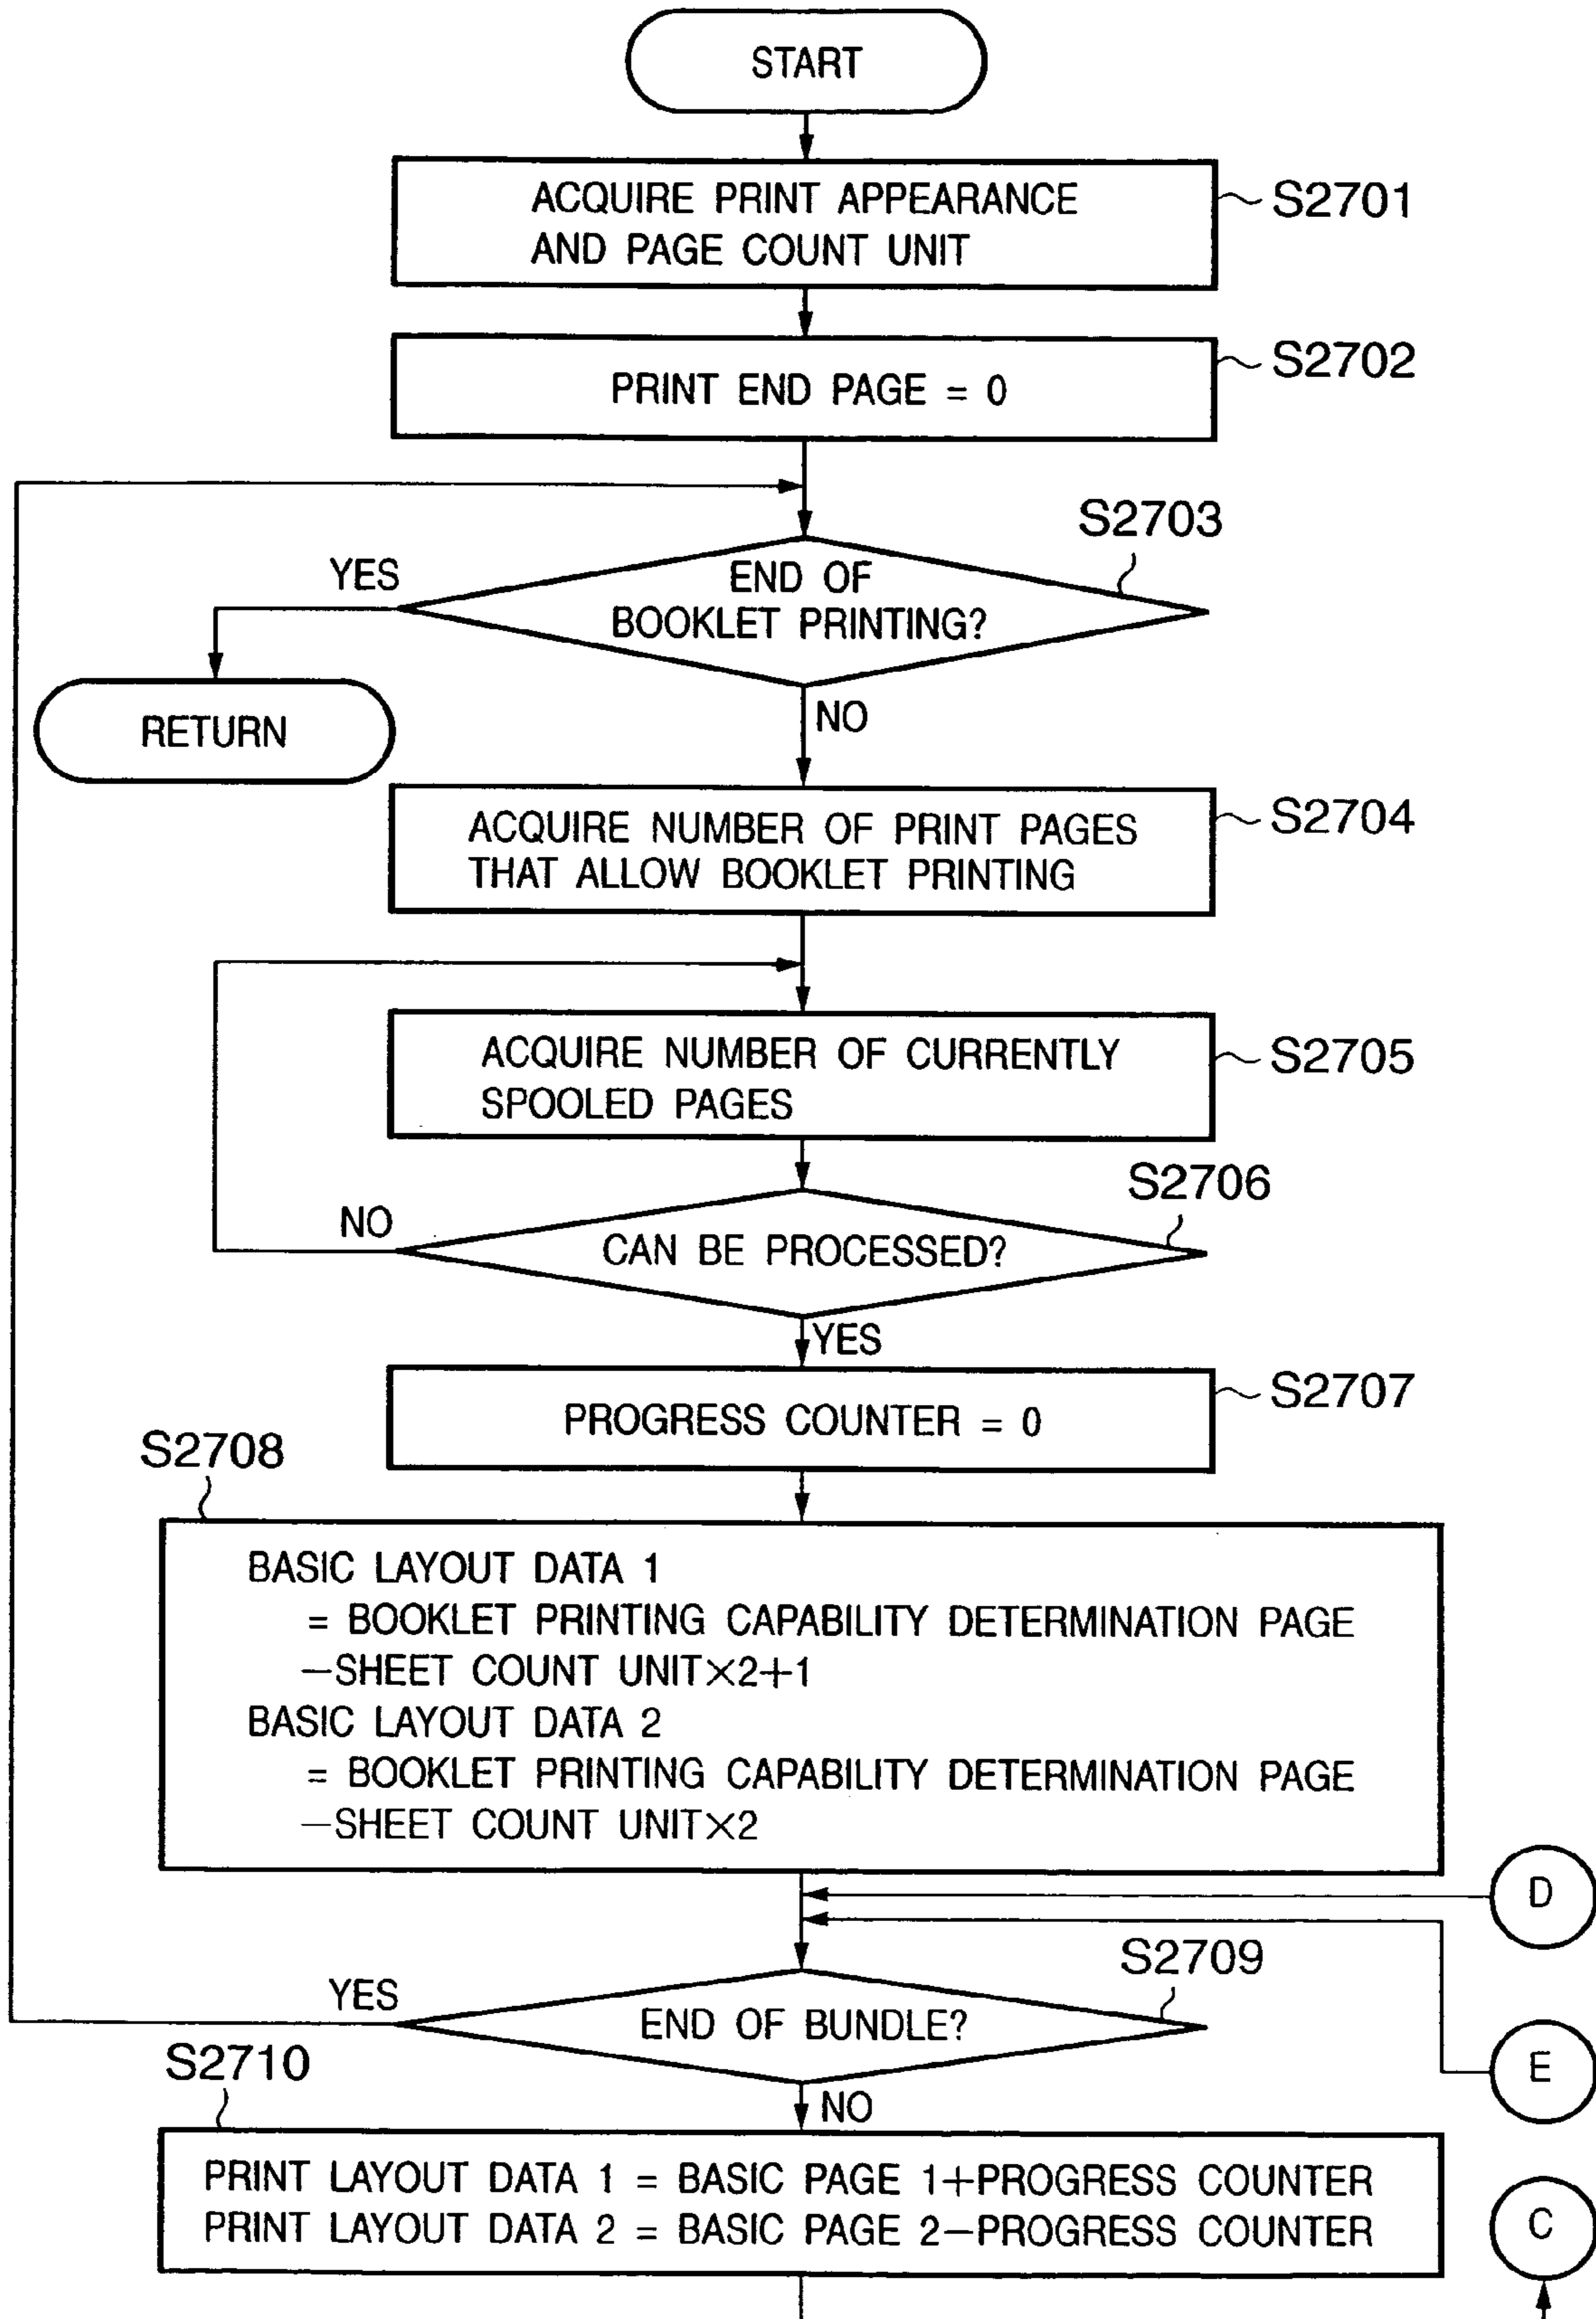 START
ACQUIRE PRINT APPEARANCE
AND PAGE COUNT UNIT
S2701
PRINT END PAGE = 0
S2702
S2703
YES
END OF
BOOKLET PRINTING?
RETURN
NO
ACQUIRE NUMBER OF PRINT PAGES
THAT ALLOW BOOKLET PRINTING
S2704
ACQUIRE NUMBER OF CURRENTLY
SPOOLED PAGES
S2705
S2706
NO
CAN BE PROCESSED?
YES
PROGRESS COUNTER = 0
S2707
S2708
BASIC LAYOUT DATA 1
= BOOKLET PRINTING CAPABILITY DETERMINATION PAGE
−SHEET COUNT UNIT×2+1
BASIC LAYOUT DATA 2
= BOOKLET PRINTING CAPABILITY DETERMINATION PAGE
−SHEET COUNT UNIT×2
D
S2709
YES
END OF BUNDLE?
E
S2710
NO
PRINT LAYOUT DATA 1 = BASIC PAGE 1+PROGRESS COUNTER
PRINT LAYOUT DATA 2 = BASIC PAGE 2−PROGRESS COUNTER
C